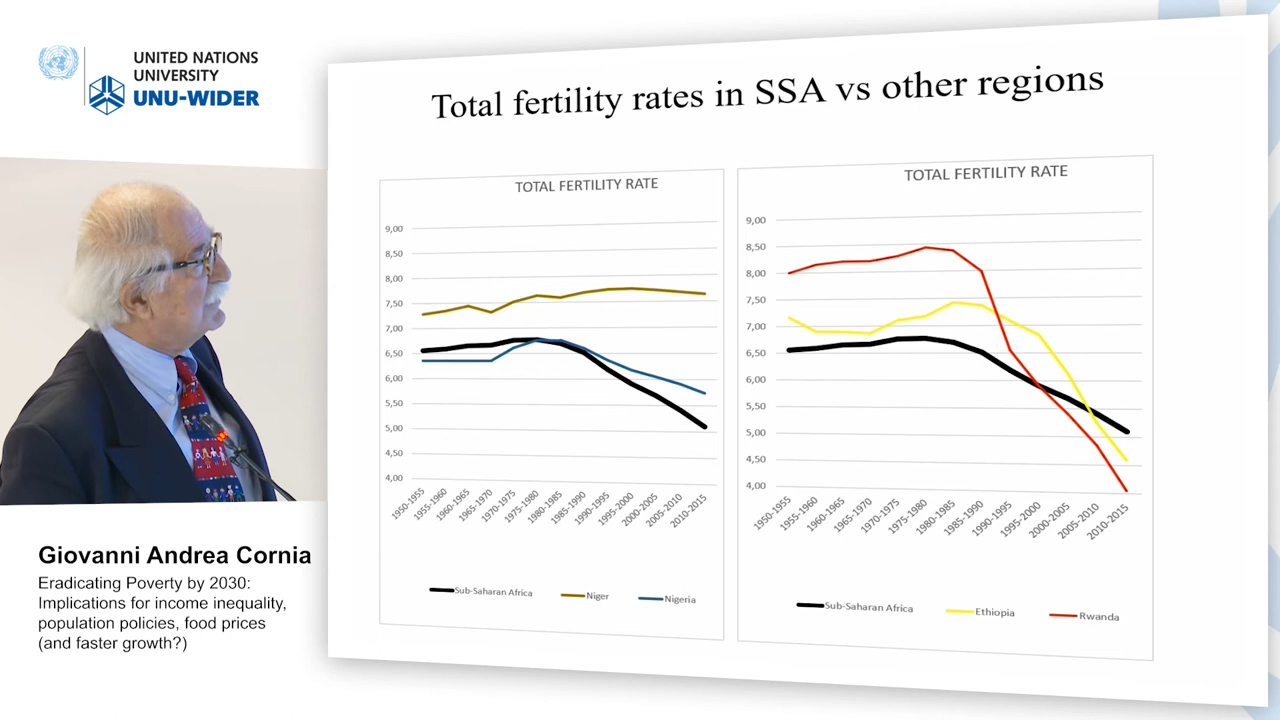 UNITED NATIONS
UNIVERSITY
UNU-WIDER
Total fertility rates in SSA vs other regions
TOTAL FERTILITY RATE
9,00
8,50
8,00
7,50
7,00
6,50
6,00
5,50
5,00
4,50
4,00
1950-1955
1955-1960
1960-1965
1965-1970
1970-1975
1975-1980
1980-1985
1985-1990
1990-1995
1995-2000
2000-2005
2005-2010
2010-2015
Sub-Saharan Africa
Niger
Nigeria
TOTAL FERTILITY RATE
9,00
8,50
8,00
7,50
7,00
6,50
6,00
5,50
5,00
4,50
4,00
1950-1955
1955-1960
1960-1965
1965-1970
1970-1975
1975-1980
1980-1985
1985-1990
1990-1995
1995-2000
2000-2005
2005-2010
2010-2015
Sub-Saharan Africa
Ethiopia
Rwanda
Giovanni Andrea Cornia
Eradicating Poverty by 2030:
Implications for income inequality,
population policies, food prices
(and faster growth?)